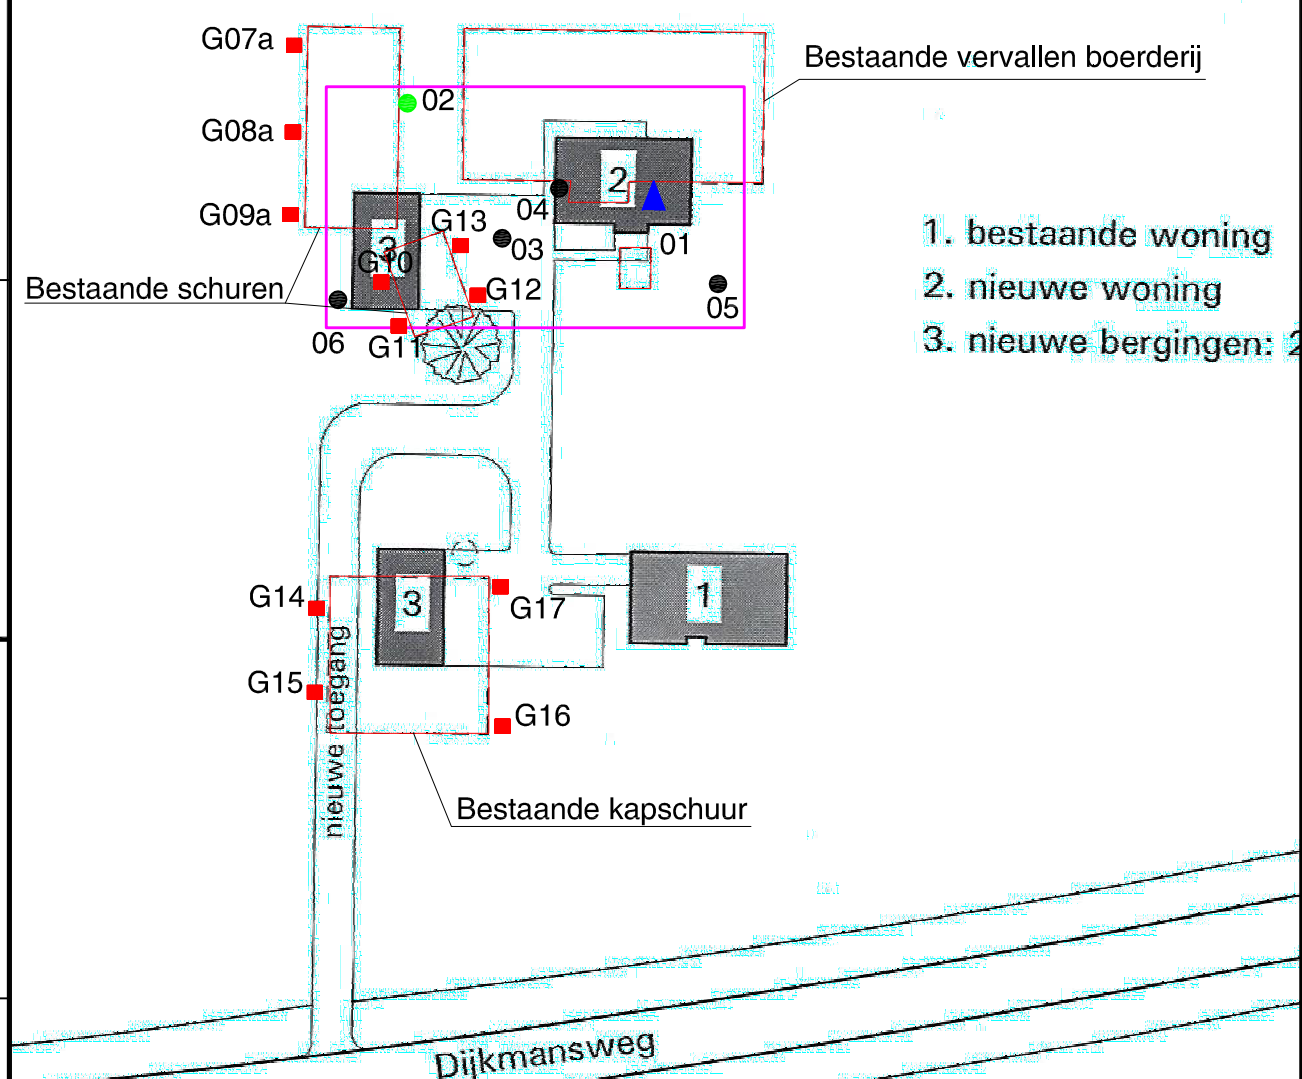 G07a
Bestaande vervallen boerderij
02
G08a
2
04
G09a
G13
03
01
1. bestaande woning
3
G10
Bestaande schuren
G12
2. nieuwe woning
05
06
G11
3. nieuwe bergingen:
G14
3
G17
1
G15
nieuwe toegang
G16
Bestaande kapschuur
Dijkmansweg